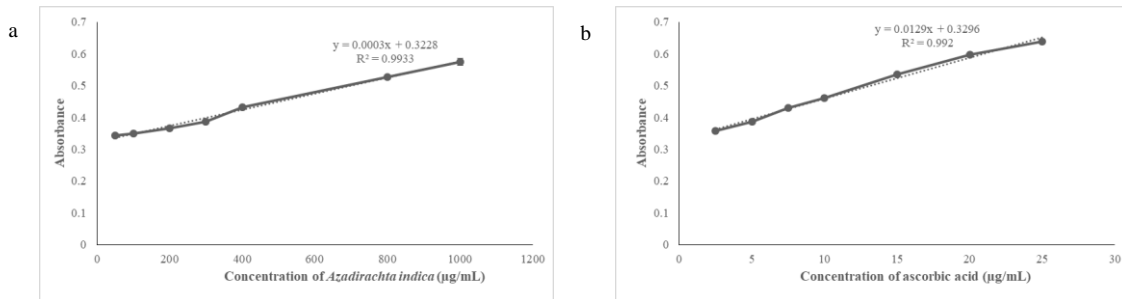 a
0.7
0.6
0.5
0.4
0.3
0.2
0.1
0
Absorbance
y = 0.0003x + 0.3228
R² = 0.9933
0 200 400 600 800 1000 1200
Concentration of Azadirachta indica (µg/mL)
b
0.7
0.6
0.5
0.4
0.3
0.2
0.1
0
Absorbance
y = 0.0129x + 0.3296
R² = 0.992
0 5 10 15 20 25 30
Concentration of ascorbic acid (µg/mL)